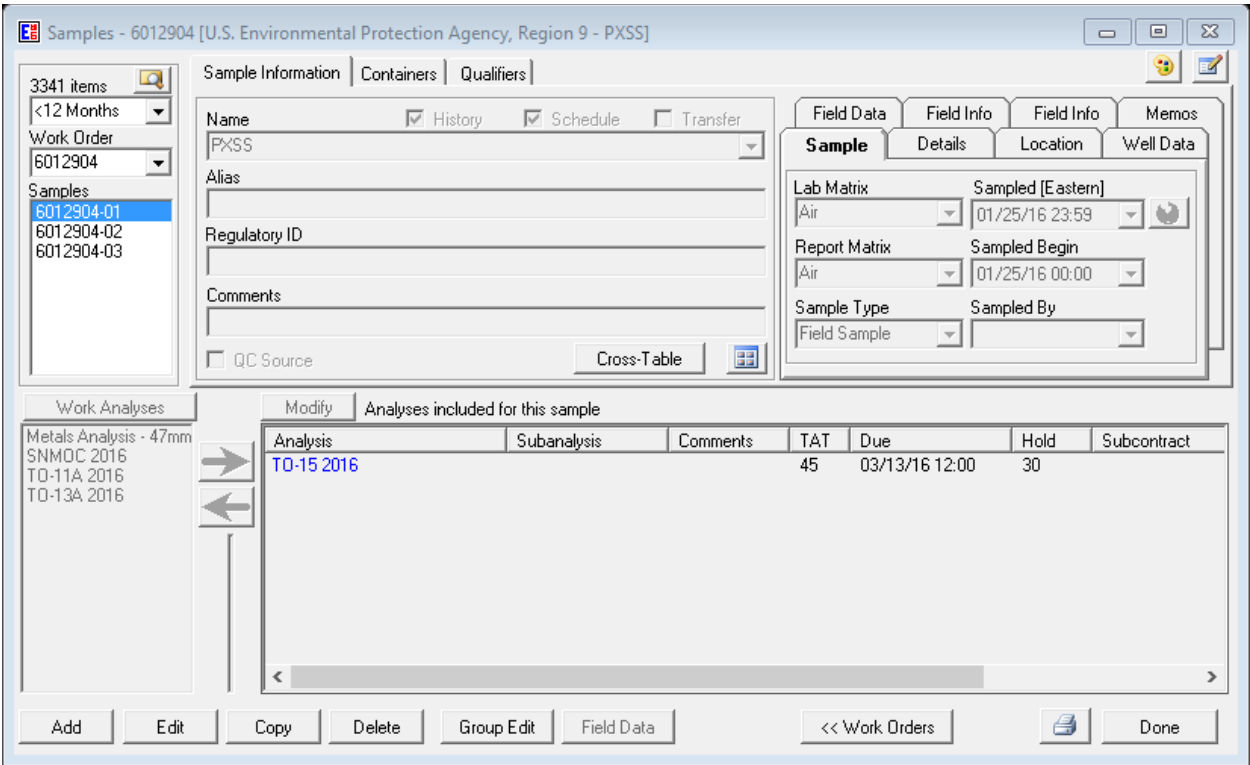 Samples - 6012904 [U.S. Environmental Protection Agency, Region 9 - PXSS]
3341 items
<12 Months
Work Order
6012904
Samples
6012904-01
6012904-02
6012904-03
Sample Information Containers Qualifiers
Name History Schedule Transfer
PXSS
Alias
Regulatory ID
Comments
QC Source Cross-Table
Field Data Field Info Field Info Memos
Sample Details Location Well Data
Lab Matrix Sampled [Eastern]
Air 01/25/16 23:59
Report Matrix Sampled Begin
Air 01/25/16 00:00
Sample Type Sampled By
Field Sample
Work Analyses
Metals Analysis - 47mm
SNMOC 2016
TO-11A 2016
TO-13A 2016
Modify Analyses included for this sample
Analysis Subanalysis Comments TAT Due Hold Subcontract
TO-15 2016 45 03/13/16 12:00 30
Add Edit Copy Delete Group Edit Field Data << Work Orders Done